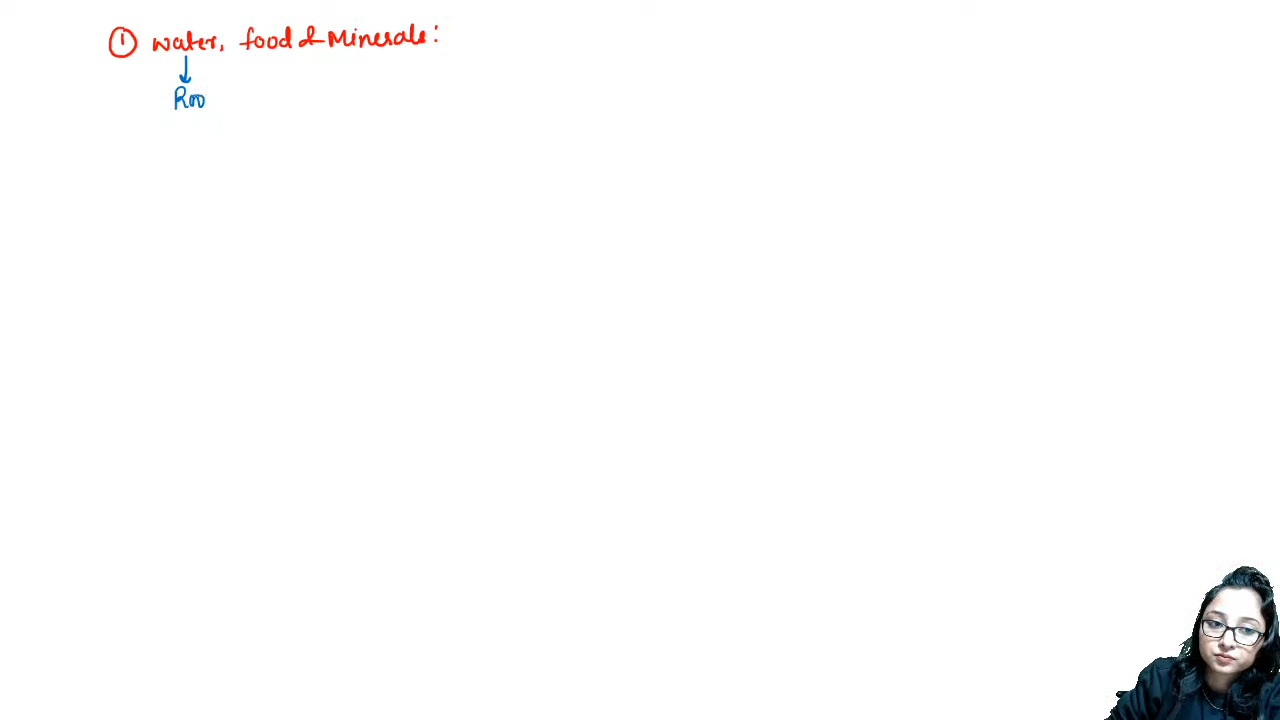 ① water, food & Minerals:
↓
Roo